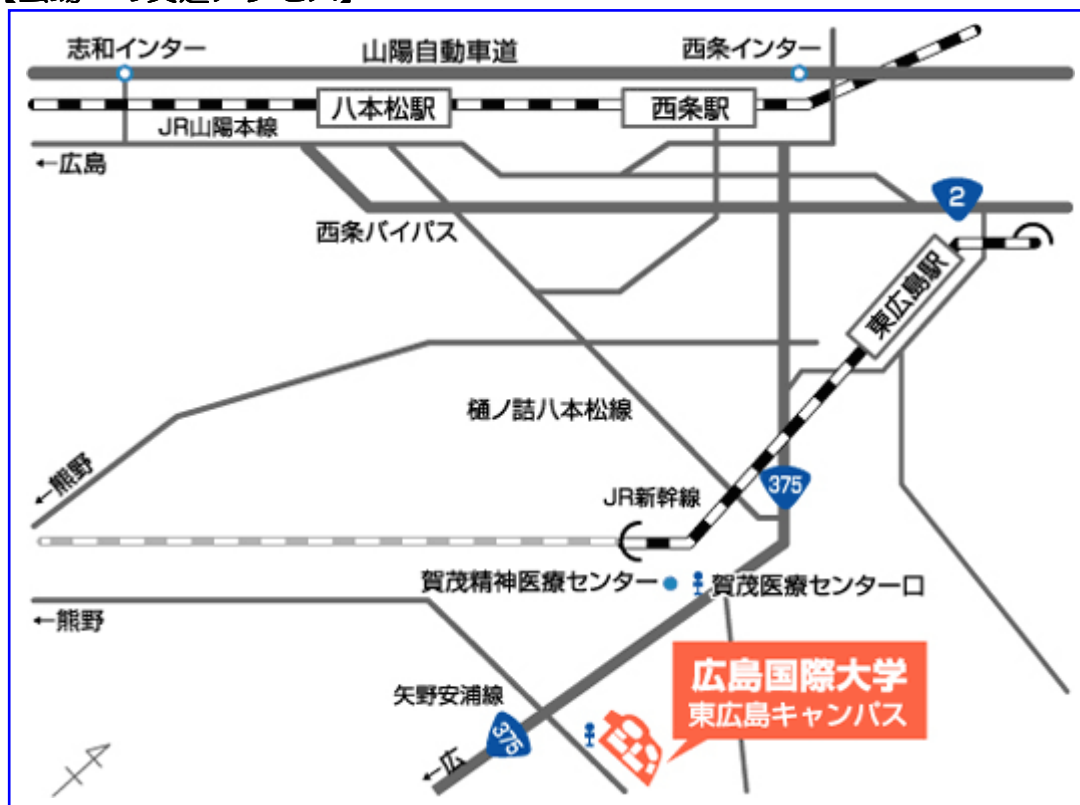 志和インター
山陽自動車道
西条インター
八本松駅
西条駅
JR山陽本線
←広島
2
西条バイパス
東広島駅
樋ノ詰八本松線
←熊野
JR新幹線
375
賀茂精神医療センター
賀茂医療センター口
←熊野
広島国際大学
東広島キャンパス
矢野安浦線
375
←広